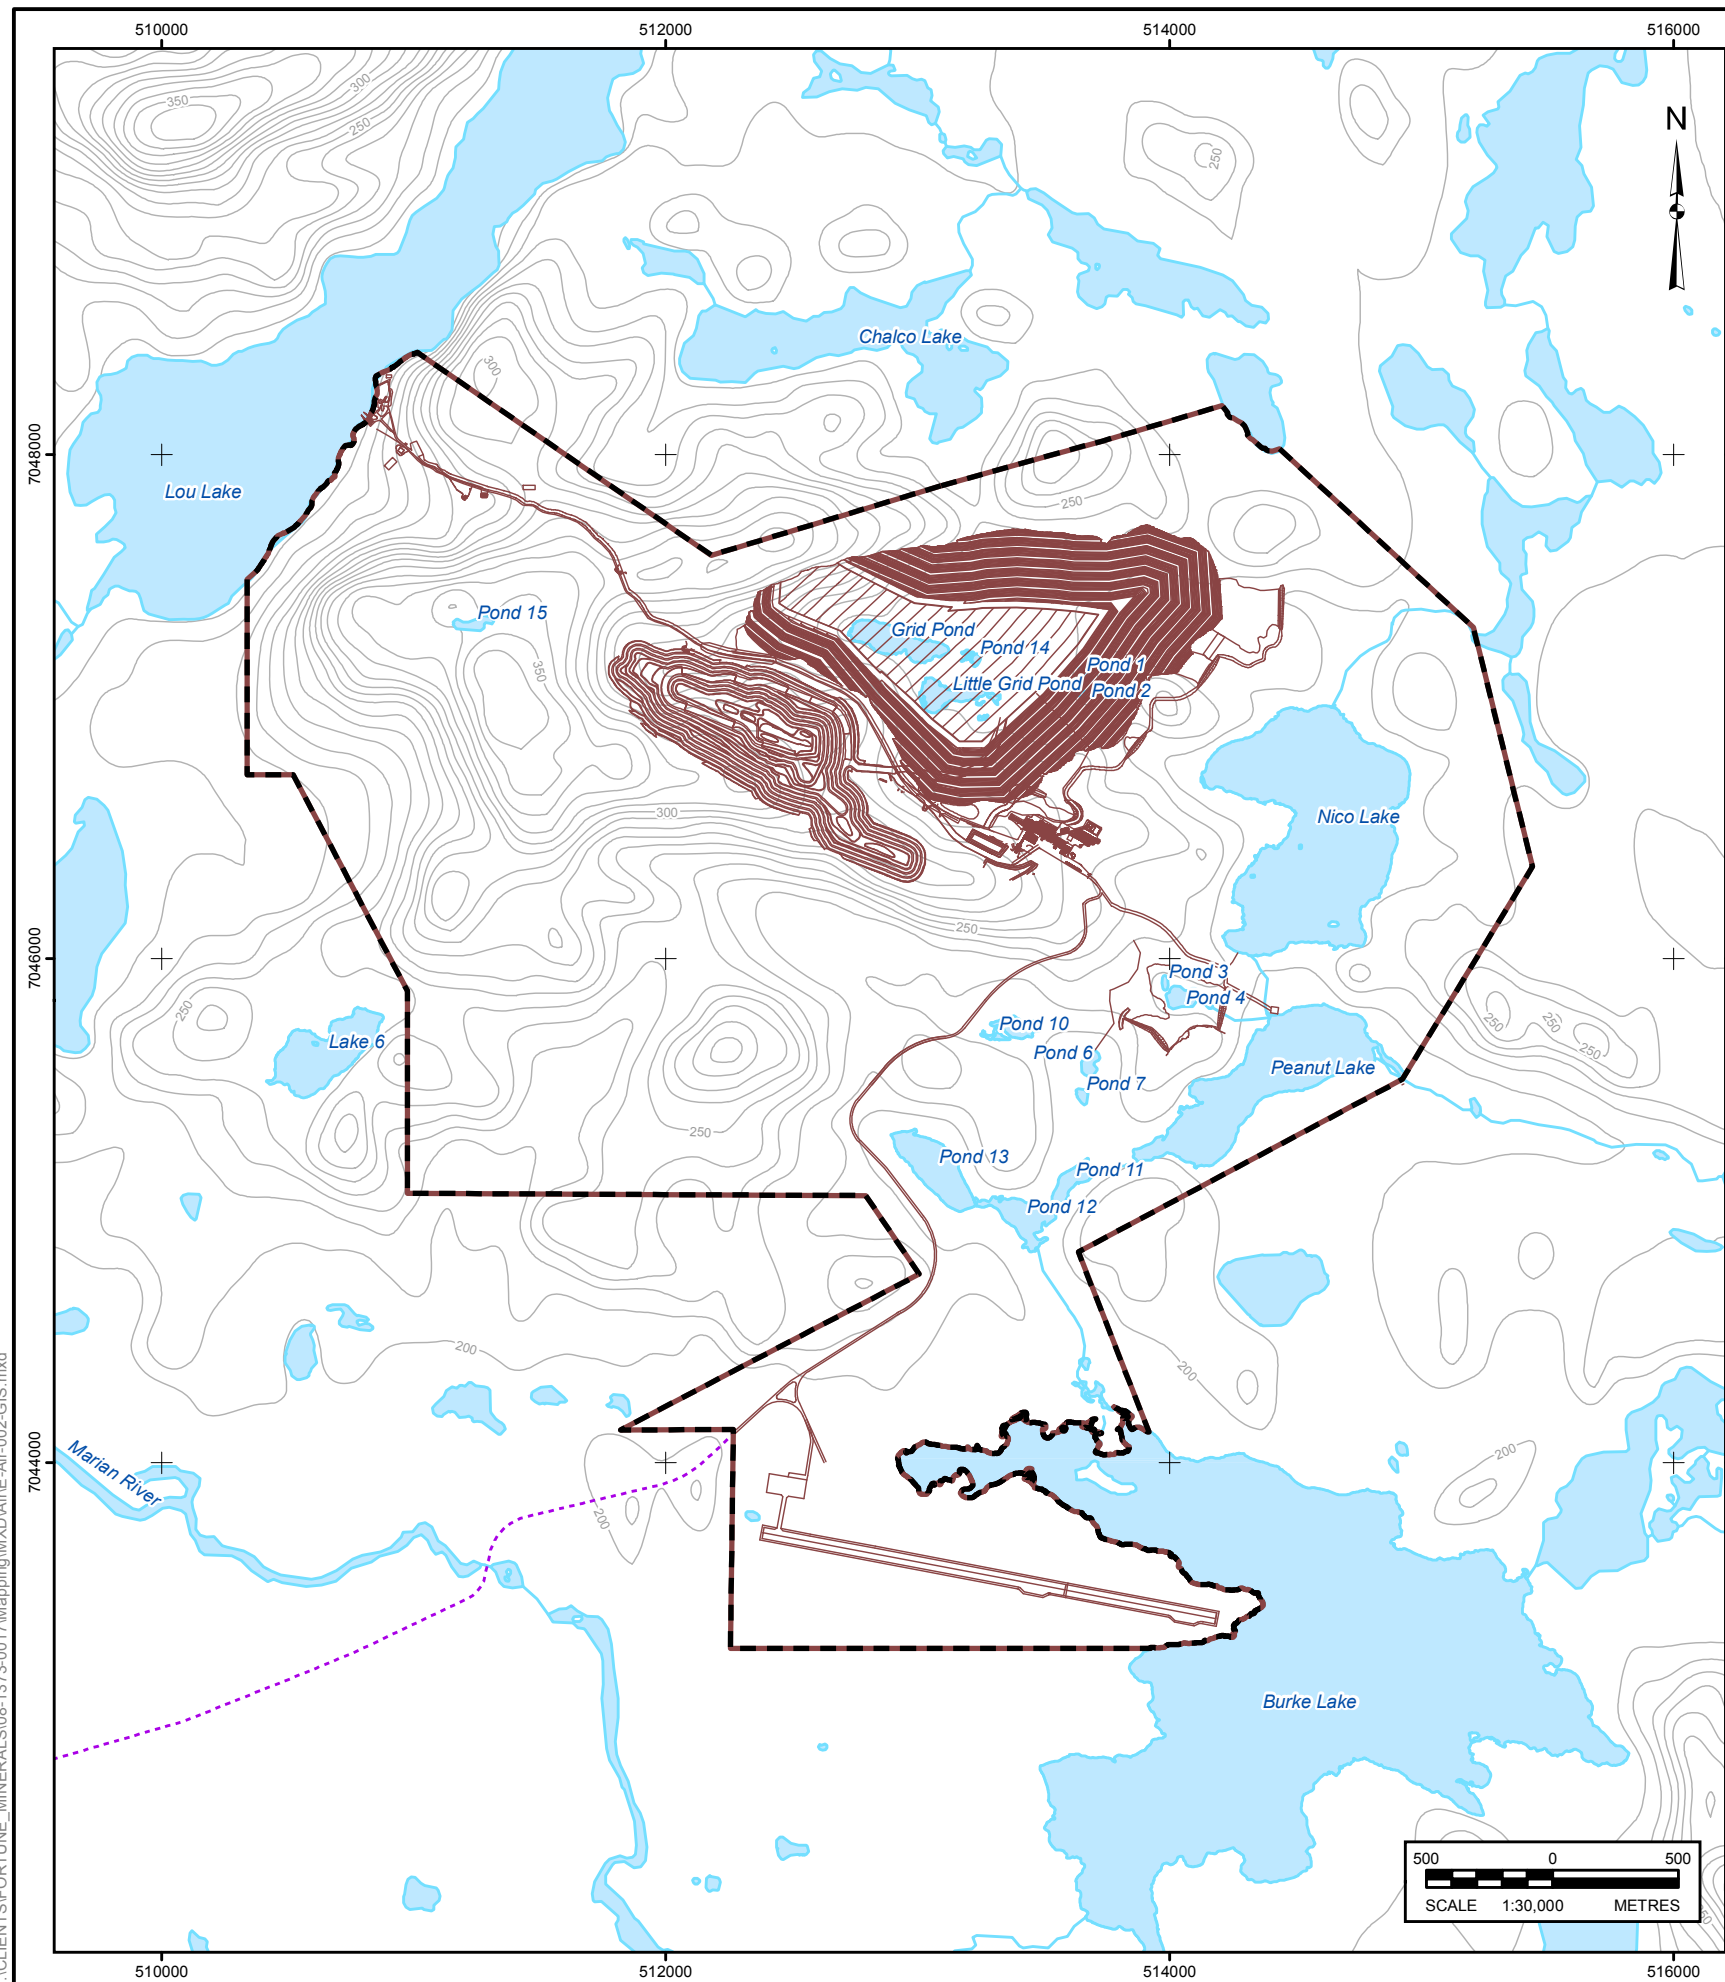 510000 512000 514000 516000
350
300
250
N
250
300
Chalco Lake
7048000
Lou Lake
250
Pond 15
Grid Pond
Pond 14
Pond 1
350
Little Grid Pond
Pond 2
300
Nico Lake
250
7046000
Pond 3
Pond 4
250
Pond 10
250
250
Lake 6
Pond 6
250
Peanut Lake
Pond 7
250
Pond 13
Pond 11
Pond 12
200
200
7044000
Marian River
200
200
Burke Lake
500 0 500
SCALE 1:30,000 METRES
510000 512000 514000 516000